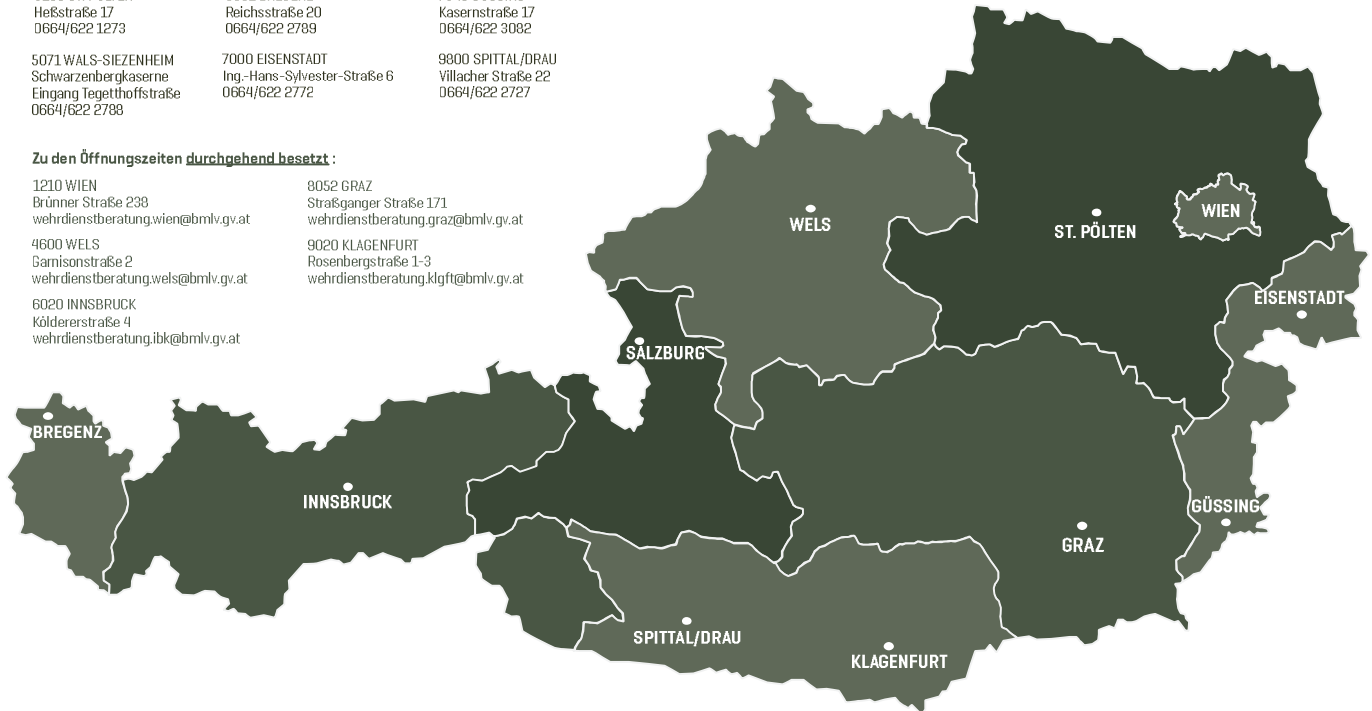 Heßstraße 17
0664/622 1273
Reichsstraße 20
0664/622 2789
Kasernstraße 17
0664/622 3082
5071 WALS-SIEZENHEIM
Schwarzenbergkaserne
Eingang Tegetthoffstraße
0664/622 2788
7000 EISENSTADT
Ing.-Hans-Sylvester-Straße 6
0664/622 2772
9800 SPITTAL/DRAU
Villacher Straße 22
0664/622 2727
Zu den Öffnungszeiten durchgehend besetzt :
1210 WIEN
Brünner Straße 238
wehrdienstberatung.wien@bmlv.gv.at
4600 WELS
Garnisonstraße 2
wehrdienstberatung.wels@bmlv.gv.at
6020 INNSBRUCK
Köldererstraße 4
wehrdienstberatung.ibk@bmlv.gv.at
8052 GRAZ
Straßganger Straße 171
wehrdienstberatung.graz@bmlv.gv.at
9020 KLAGENFURT
Rosenbergstraße 1-3
wehrdienstberatung.klgft@bmlv.gv.at
WELS
ST. PÖLTEN
WIEN
EISENSTADT
SALZBURG
BREGENZ
INNSBRUCK
GÜSSING
GRAZ
SPITTAL/DRAU
KLAGENFURT